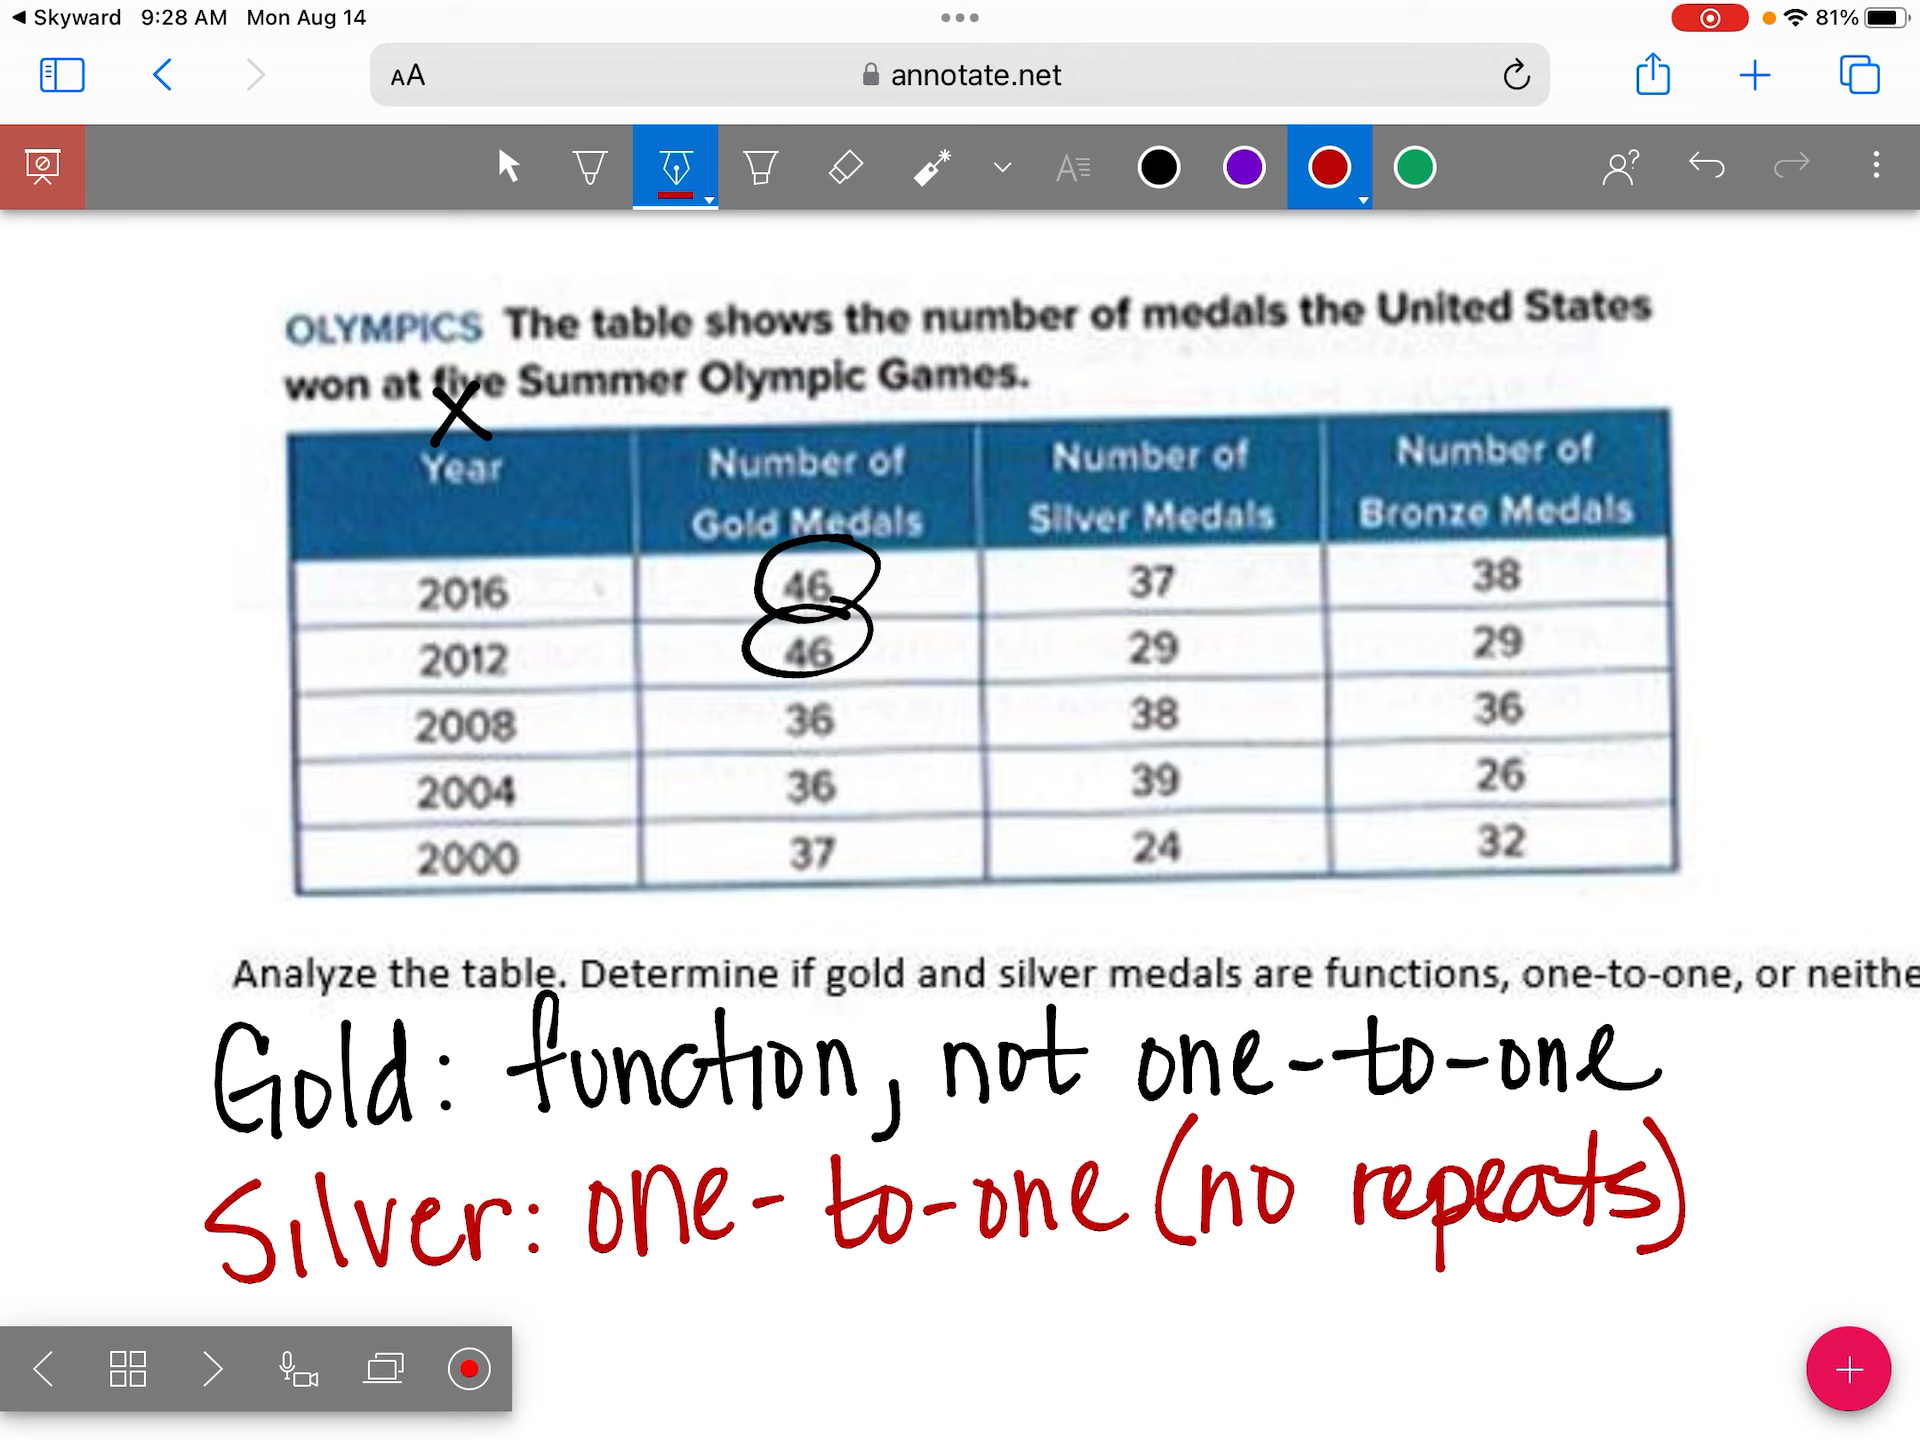 Skyward 9:28 AM Mon Aug 14
81%
AA annotate.net
OLYMPICS The table shows the number of medals the United States
won at five Summer Olympic Games.
X
Year Number of Gold Medals Number of Silver Medals Number of Bronze Medals
2016 46 37 38
2012 46 29 29
2008 36 38 36
2004 36 39 26
2000 37 24 32
Analyze the table. Determine if gold and silver medals are functions, one-to-one, or neithe
Gold: function, not one-to-one
Silver: one-to-one (no repeats)